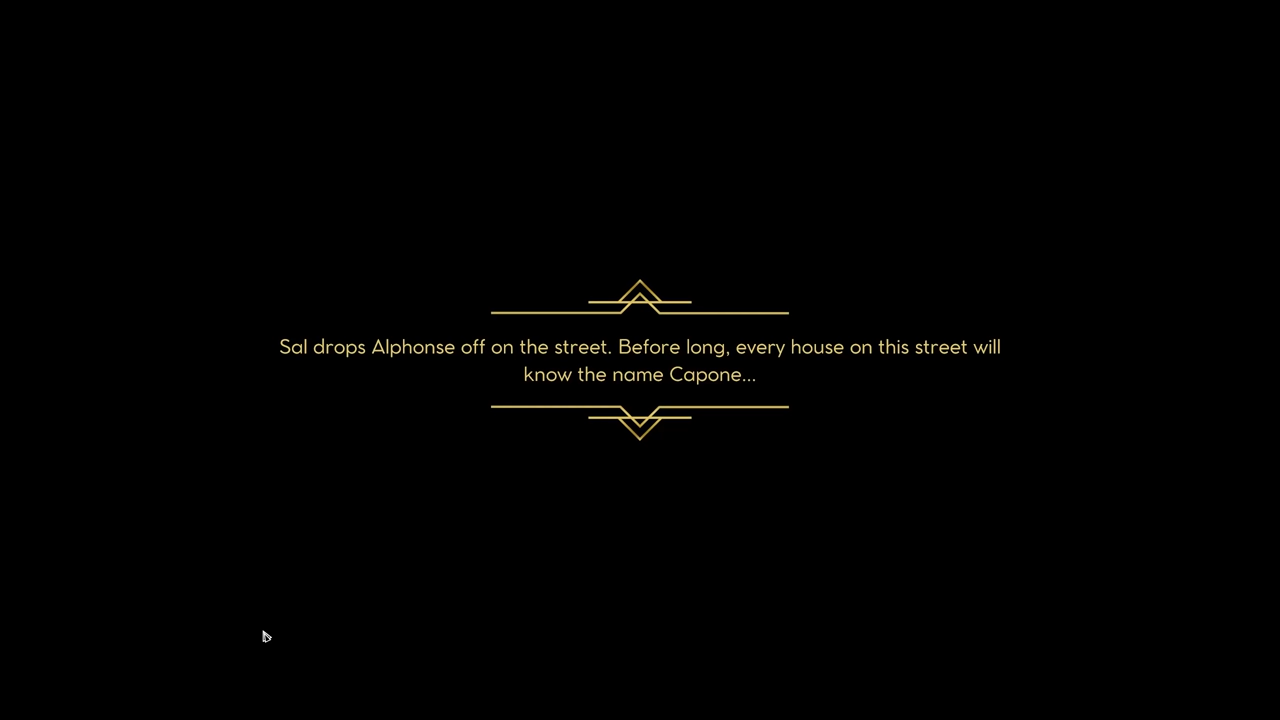 Sal drops Alphonse off on the street. Before long, every house on this street will
know the name Capone...